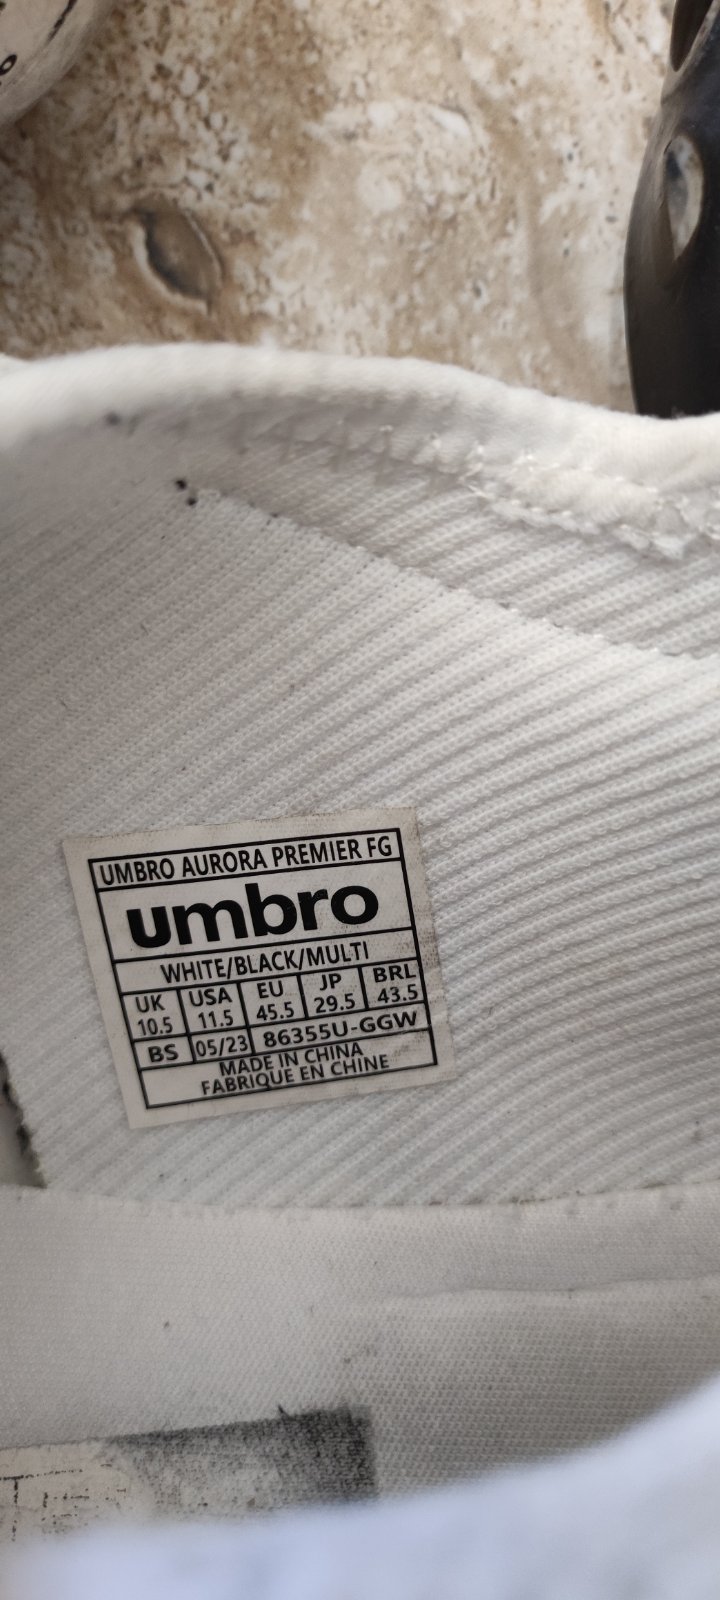 UMBRO AURORA PREMIER FG
umbro
WHITE/BLACK/MULTI
UK USA EU JP BRL
10.5 11.5 45.5 29.5 43.5
BS 05/23 86355U-GGW
MADE IN CHINA
FABRIQUE EN CHINE